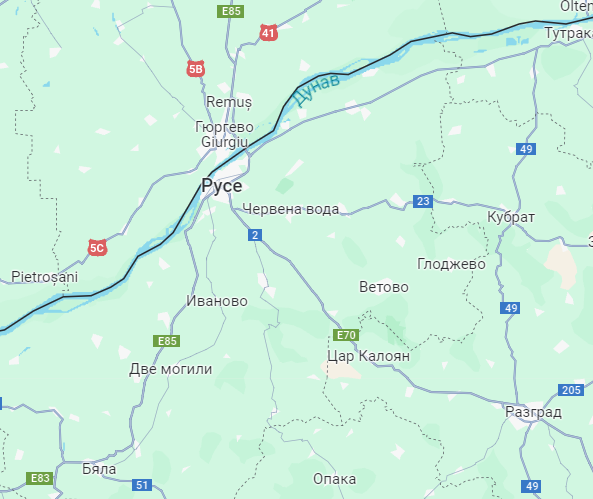 E85
Olten
41
Тутрака
5B
Дунав
Remuș
Гюргево
Giurgiu
49
Русе
23
Червена вода
Кубрат
2
5C
Глоджево
Pietroșani
Ветово
Иваново
49
E70
E85
Цар Калоян
Две могили
205
Разград
Бяла
E83
51
Опака
49